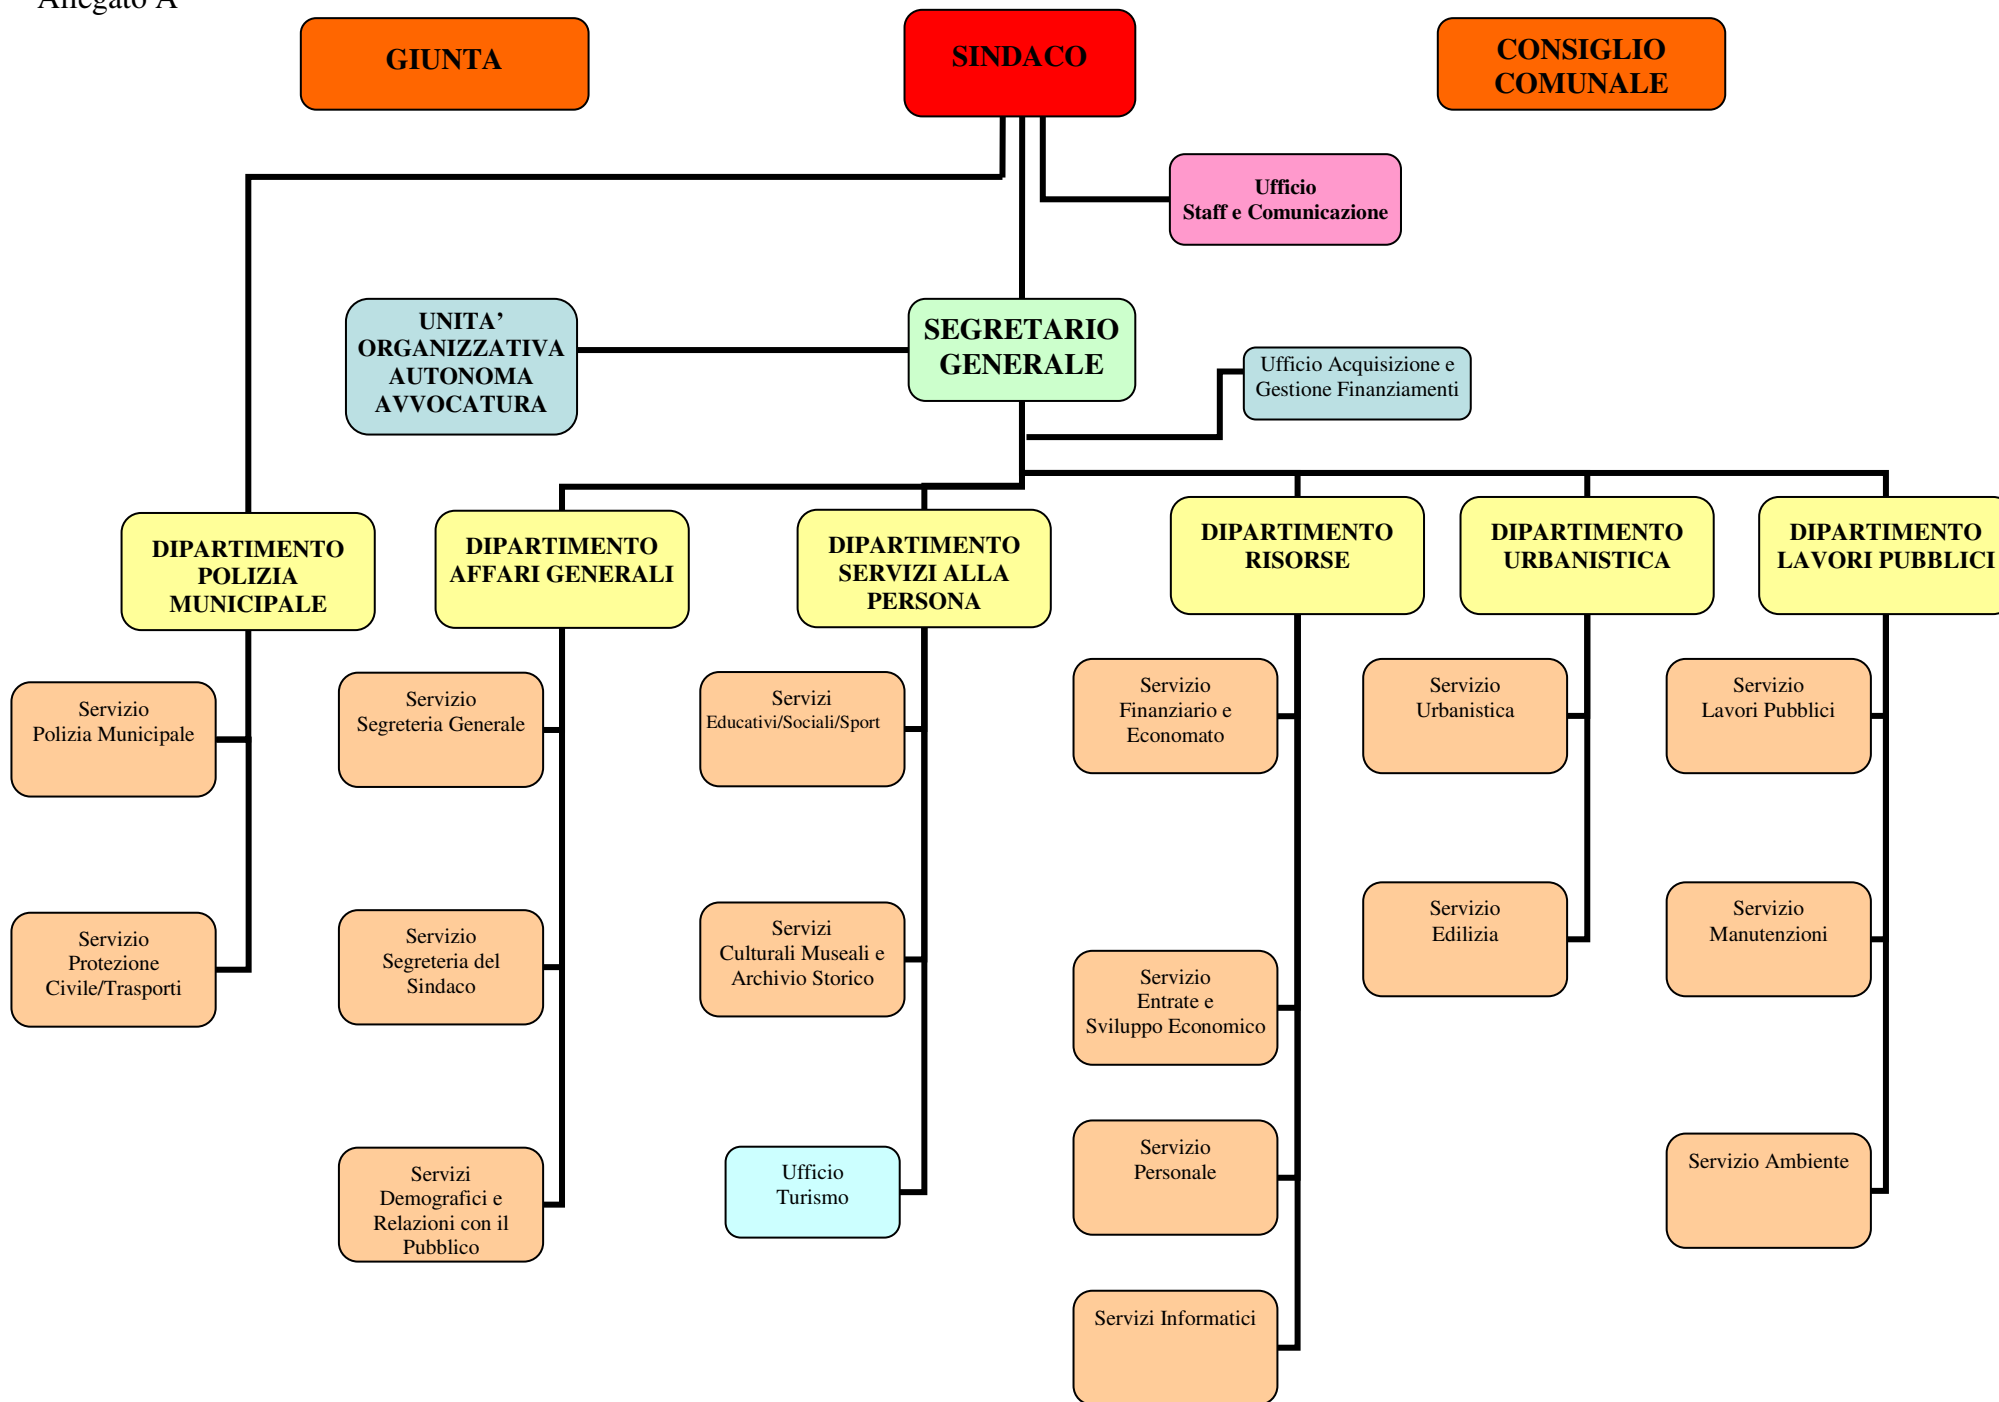 Allegato A
GIUNTA
SINDACO
CONSIGLIO
COMUNALE
Ufficio
Staff e Comunicazione
UNITA’
ORGANIZZATIVA
AUTONOMA
AVVOCATURA
SEGRETARIO
GENERALE
Ufficio Acquisizione e
Gestione Finanziamenti
DIPARTIMENTO
POLIZIA
MUNICIPALE
DIPARTIMENTO
AFFARI GENERALI
DIPARTIMENTO
SERVIZI ALLA
PERSONA
DIPARTIMENTO
RISORSE
DIPARTIMENTO
URBANISTICA
DIPARTIMENTO
LAVORI PUBBLICI
Servizio
Polizia Municipale
Servizio
Segreteria Generale
Servizi
Educativi/Sociali/Sport
Servizio
Finanziario e
Economato
Servizio
Urbanistica
Servizio
Lavori Pubblici
Servizio
Protezione
Civile/Trasporti
Servizio
Segreteria del
Sindaco
Servizi
Culturali Museali e
Archivio Storico
Servizio
Entrate e
Sviluppo Economico
Servizio
Edilizia
Servizio
Manutenzioni
Servizi
Demografici e
Relazioni con il
Pubblico
Ufficio
Turismo
Servizio
Personale
Servizio Ambiente
Servizi Informatici